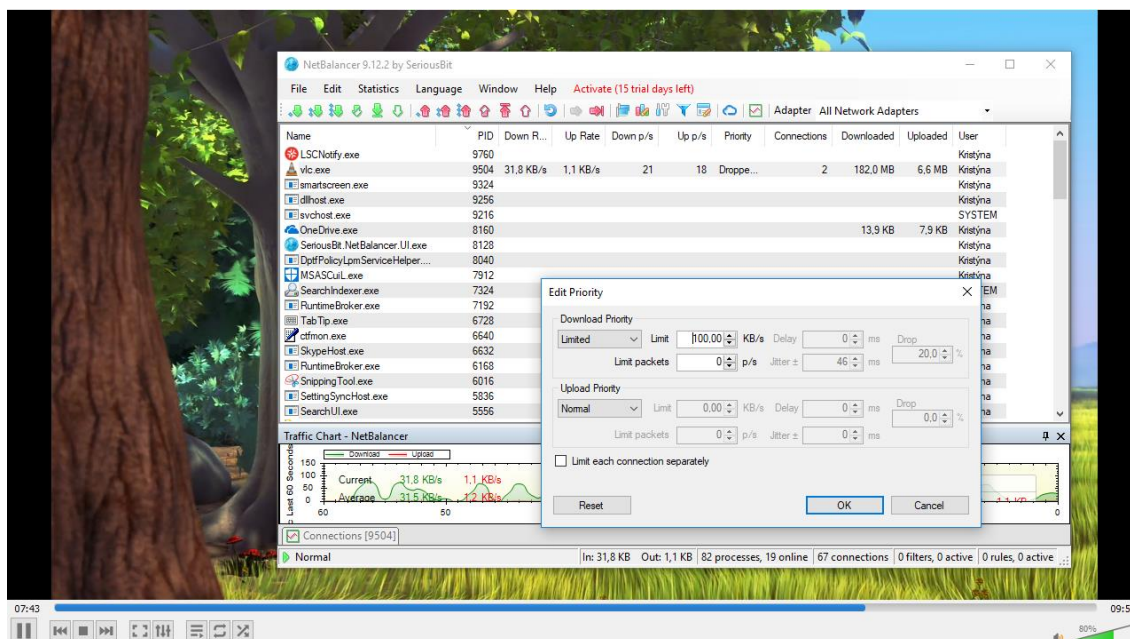 NetBalancer 9.12.2 by SeriousBit
File Edit Statistics Language Window Help Activate (15 trial days left)
Adapter All Network Adapters
Name PID Down R... Up Rate Down p/s Up p/s Priority Connections Downloaded Uploaded User
LSCNotify.exe 9760 Kristýna
vlc.exe 9504 31,8 KB/s 1,1 KB/s 21 18 Droppe... 2 182,0 MB 6,6 MB Kristýna
smartscreen.exe 9324 Kristýna
dllhost.exe 9256 Kristýna
svchost.exe 9216 SYSTEM
OneDrive.exe 8160 13,9 KB 7,9 KB Kristýna
SeriousBit.NetBalancer.UI.exe 8128 Kristýna
DptfPolicyLpmServiceHelper.... 8040 Kristýna
MSASCuiL.exe 7912 Kristýna
SearchIndexer.exe 7324 TEM
RuntimeBroker.exe 7192 na
TabTip.exe 6728 na
ctfmon.exe 6640 na
SkypeHost.exe 6632 na
RuntimeBroker.exe 6168 na
SnippingTool.exe 6016 na
SettingSyncHost.exe 5836 na
SearchUI.exe 5556 na
Edit Priority
Download Priority
Limited Limit 100,00 KB/s Delay 0 ms Drop
Limit packets 0 p/s Jitter ± 46 ms 20,0 %
Upload Priority
Normal Limit 0,00 KB/s Delay 0 ms Drop
Limit packets 0 p/s Jitter ± 0 ms 0,0 %
Limit each connection separately
Reset OK Cancel
Traffic Chart - NetBalancer
Download Upload
Last 60 Seconds
150
100
50
0
Current 31,8 KB/s 1,1 KB/s
Average 31,5 KB/s 1,2 KB/s
60 50 0
Connections [9504]
Normal In: 31,8 KB Out: 1,1 KB 82 processes, 19 online 67 connections 0 filters, 0 active 0 rules, 0 active
07:43 09:5
80%